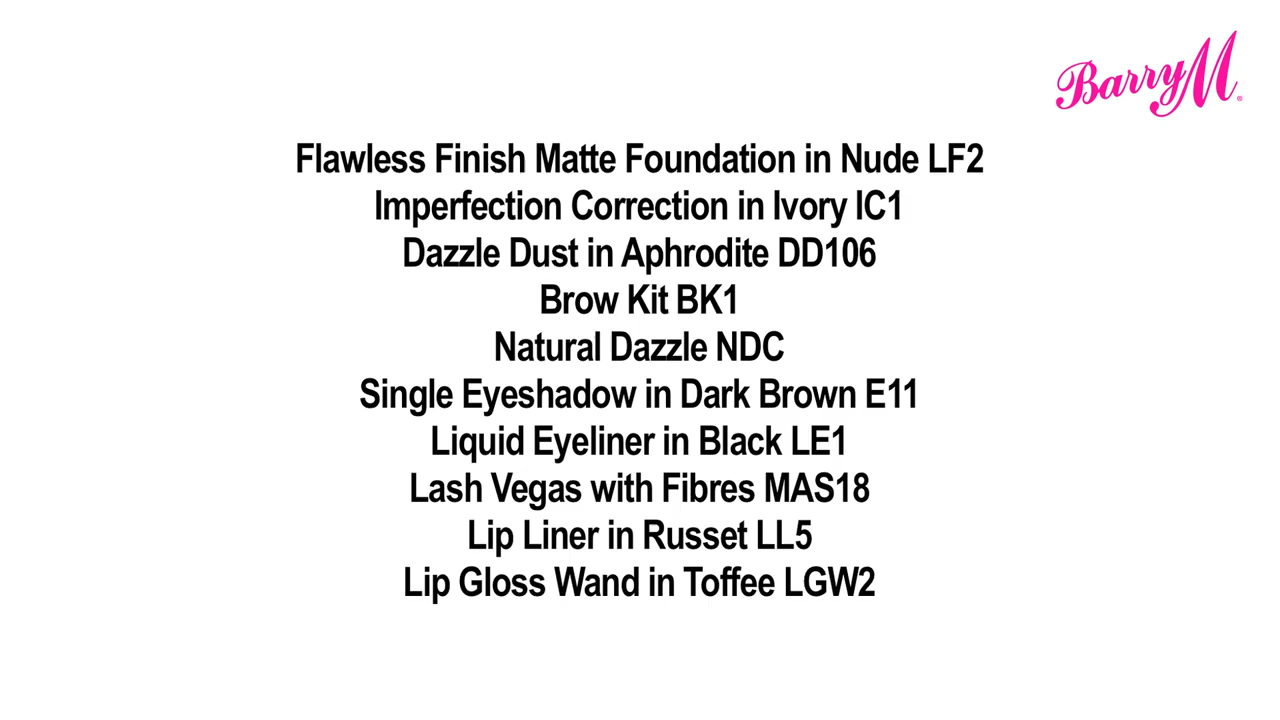 Barry M
Flawless Finish Matte Foundation in Nude LF2
Imperfection Correction in Ivory IC1
Dazzle Dust in Aphrodite DD106
Brow Kit BK1
Natural Dazzle NDC
Single Eyeshadow in Dark Brown E11
Liquid Eyeliner in Black LE1
Lash Vegas with Fibres MAS18
Lip Liner in Russet LL5
Lip Gloss Wand in Toffee LGW2